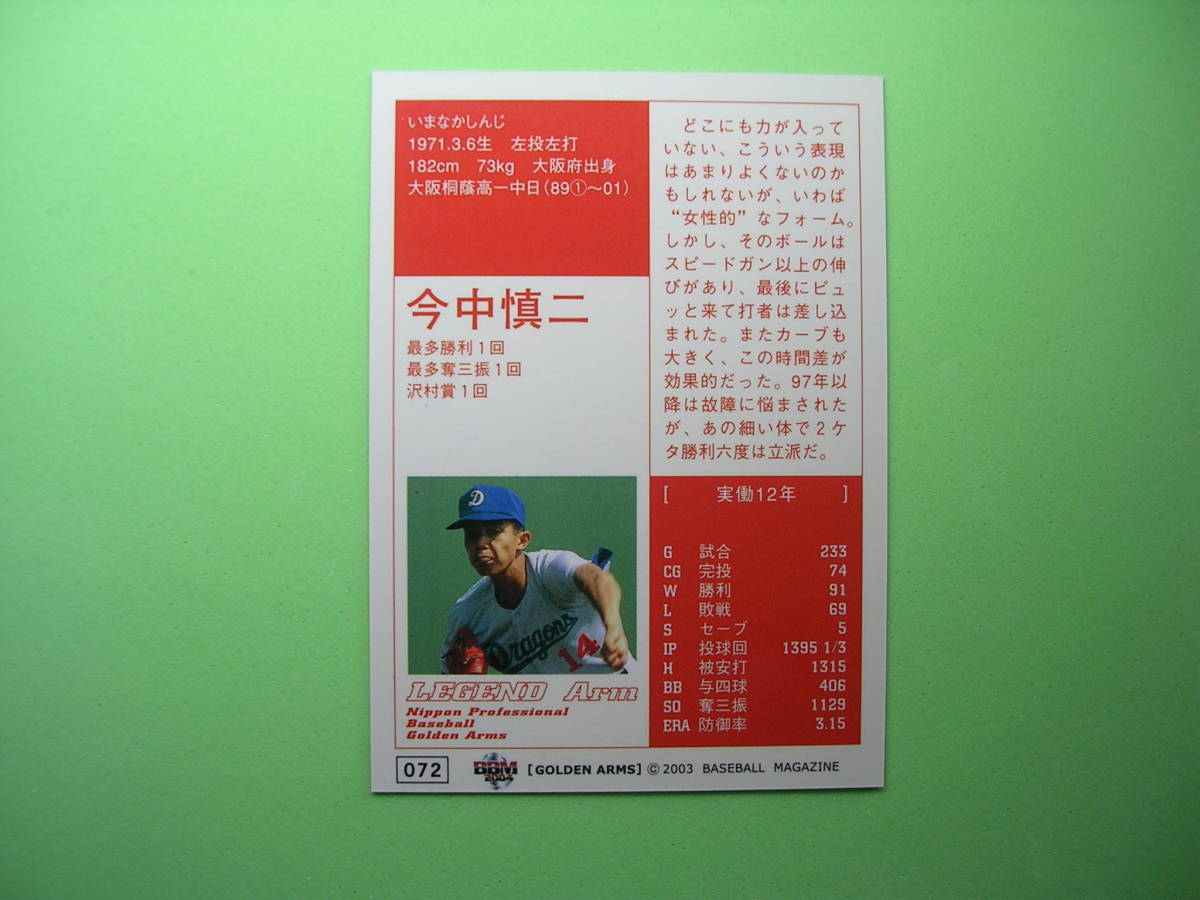 いまなかしんじ
1971.3.6生 左投左打
182cm 73kg 大阪府出身
大阪桐蔭高ー中日(89①〜01)
今中慎二
最多勝利1回
最多奪三振1回
沢村賞1回
どこにも力が入って
いない、こういう表現
はあまりよくないのか
もしれないが、いわば
“女性的”なフォーム。
しかし、そのボールは
スピードガン以上の伸
びがあり、最後にピュ
ッと来て打者は差し込
まれた。またカーブも
大きく、この時間差が
効果的だった。97年以
降は故障に悩まされた
が、あの細い体で2ケ
タ勝利六度は立派だ。
D
Dragons
14
LEGEND Arm
Nippon Professional
Baseball
Golden Arms
[ 実働12年 ]
G 試合 233
CG 完投 74
W 勝利 91
L 敗戦 69
S セーブ 5
IP 投球回 1395 1/3
H 被安打 1315
BB 与四球 406
SO 奪三振 1129
ERA 防御率 3.15
072 BBM 2004 [GOLDEN ARMS] © 2003 BASEBALL MAGAZINE